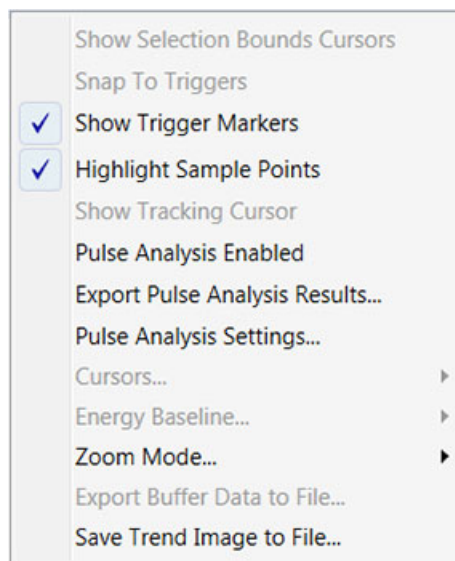 Show Selection Bounds Cursors
Snap To Triggers
Show Trigger Markers
Highlight Sample Points
Show Tracking Cursor
Pulse Analysis Enabled
Export Pulse Analysis Results...
Pulse Analysis Settings...
Cursors...
Energy Baseline...
Zoom Mode...
Export Buffer Data to File...
Save Trend Image to File...